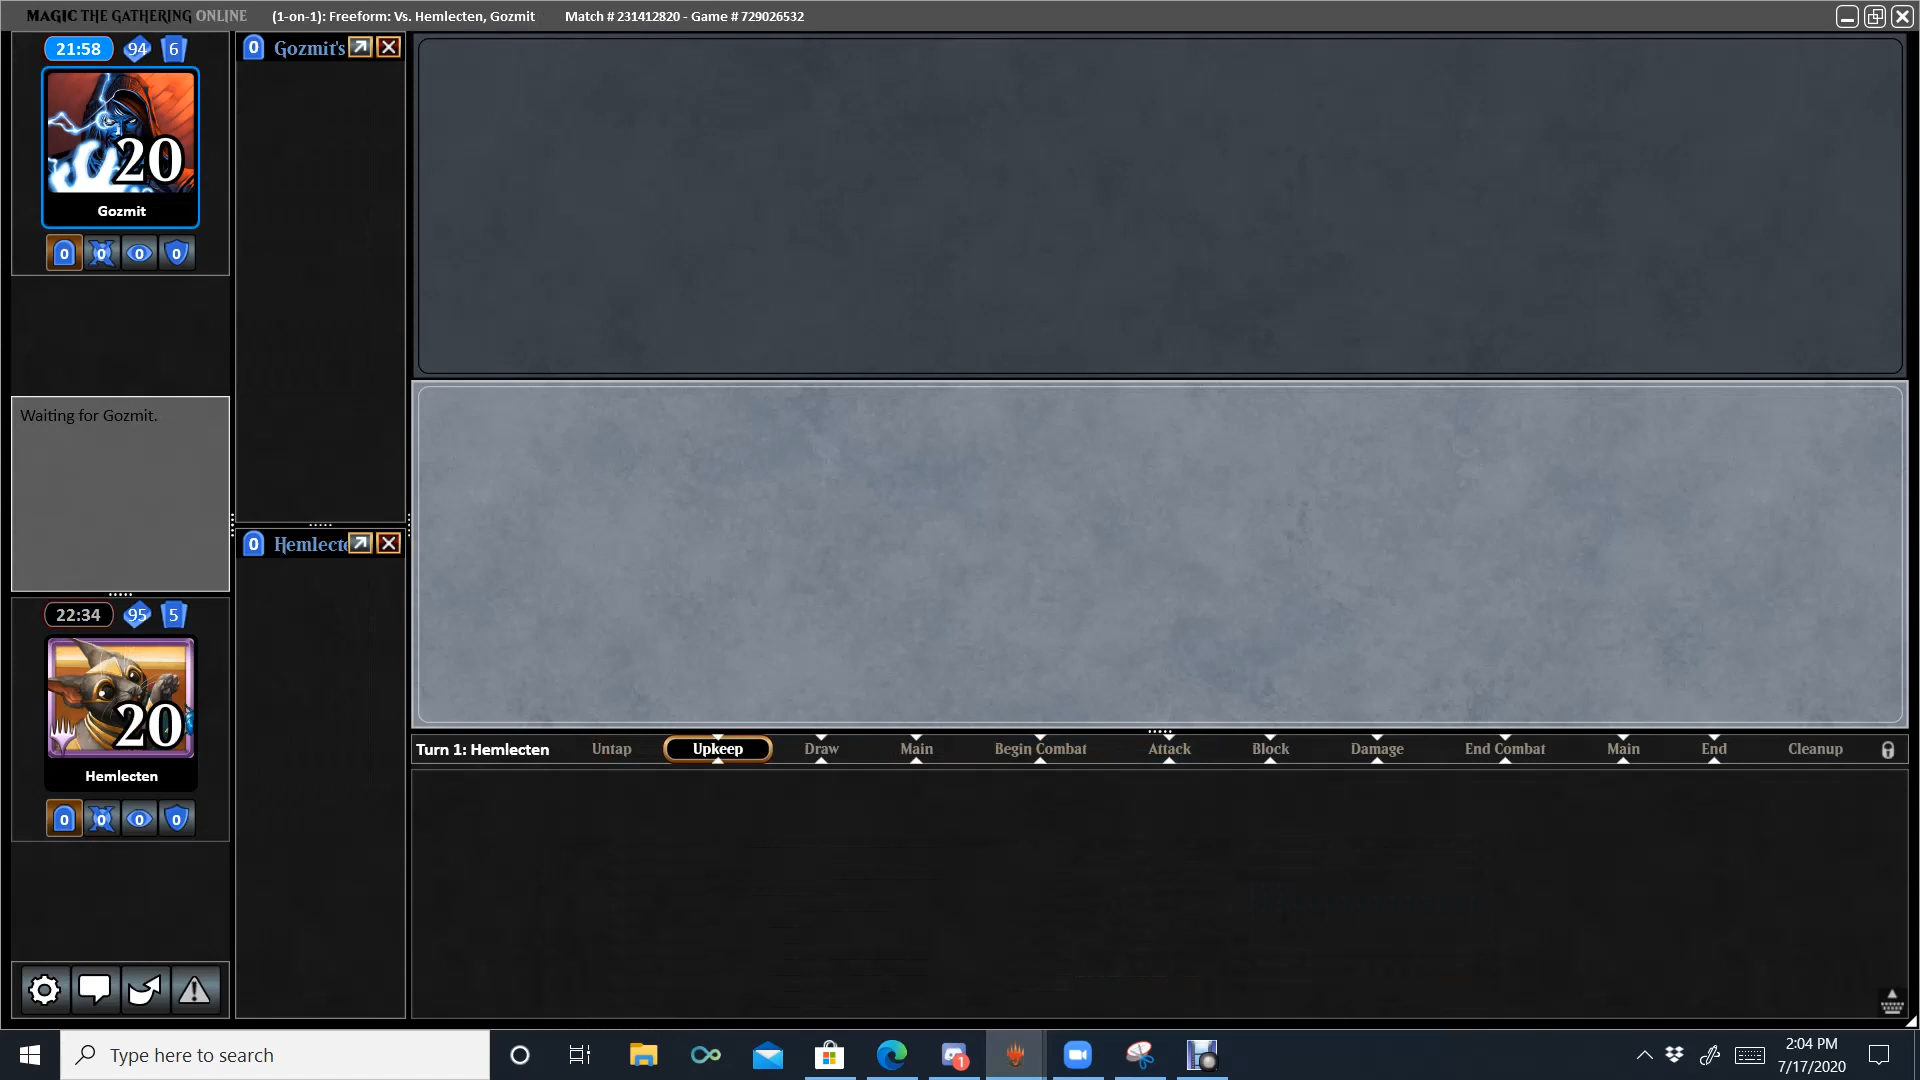 MAGIC THE GATHERING ONLINE
(1-on-1): Freeform: Vs. Hemlecten, Gozmit
Match # 231412820 - Game # 729026532
21:58
94
6
20
Gozmit
0
0
0
0
0
Gozmit's
Waiting for Gozmit.
0
Hemlecte
22:34
95
5
20
Hemlecten
0
0
0
0
Turn 1: Hemlecten
Untap
Upkeep
Draw
Main
Begin Combat
Attack
Block
Damage
End Combat
Main
End
Cleanup
Type here to search
1
2:04 PM
7/17/2020